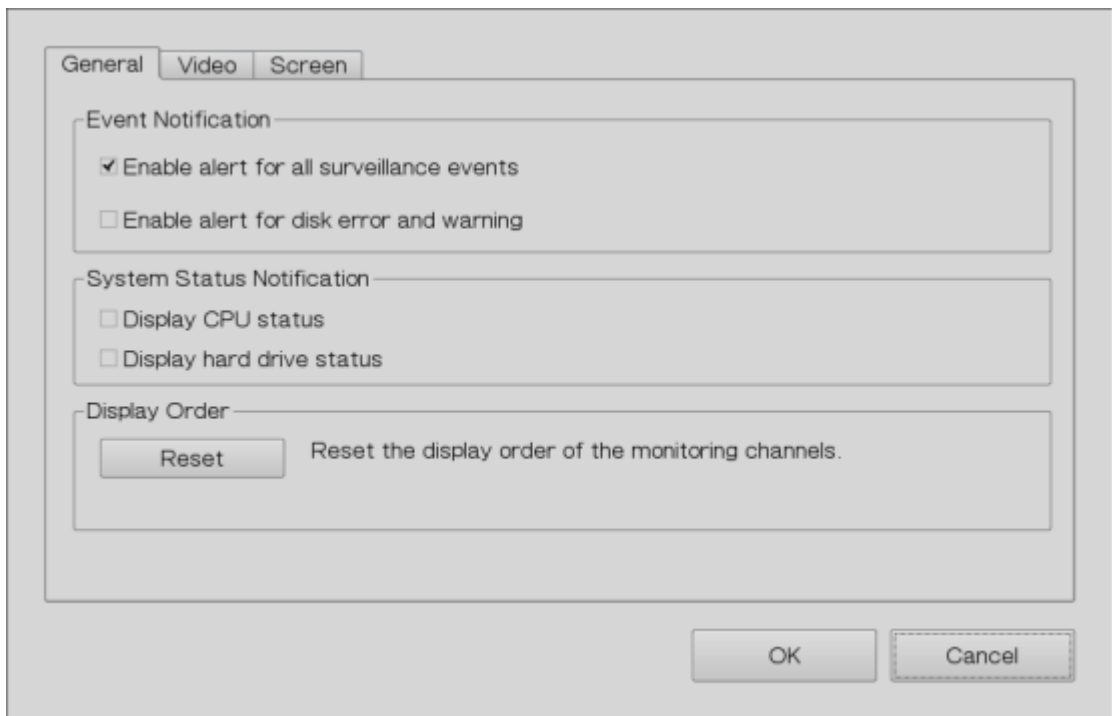 General Video Screen
Event Notification
Enable alert for all surveillance events
Enable alert for disk error and warning
System Status Notification
Display CPU status
Display hard drive status
Display Order
Reset Reset the display order of the monitoring channels.
OK Cancel